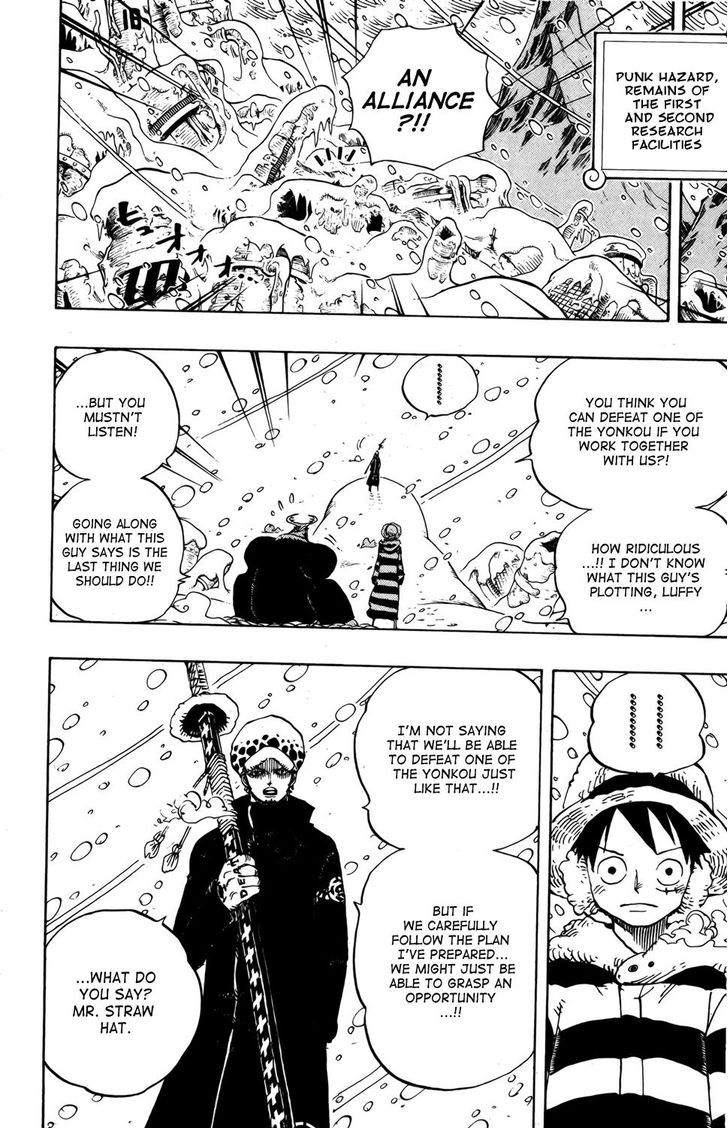 PUNK HAZARD,
REMAINS OF
THE FIRST
AND SECOND
RESEARCH
FACILITIES
AN
ALLIANCE
?!!
16
YOU THINK YOU
CAN DEFEAT ONE OF
THE YONKOU IF YOU
WORK TOGETHER
WITH US?!
HOW RIDICULOUS
...!! I DON'T KNOW
WHAT THIS GUY'S
PLOTTING, LUFFY
...
...BUT YOU
MUSTN'T
LISTEN!
GOING ALONG
WITH WHAT THIS
GUY SAYS IS THE
LAST THING WE
SHOULD DO!!
I'M NOT SAYING
THAT WE'LL BE ABLE
TO DEFEAT ONE OF
THE YONKOU JUST
LIKE THAT...!!
BUT IF
WE CAREFULLY
FOLLOW THE PLAN
I'VE PREPARED...
WE MIGHT JUST BE
ABLE TO GRASP AN
OPPORTUNITY
...!!
...WHAT DO
YOU SAY?
MR. STRAW
HAT.